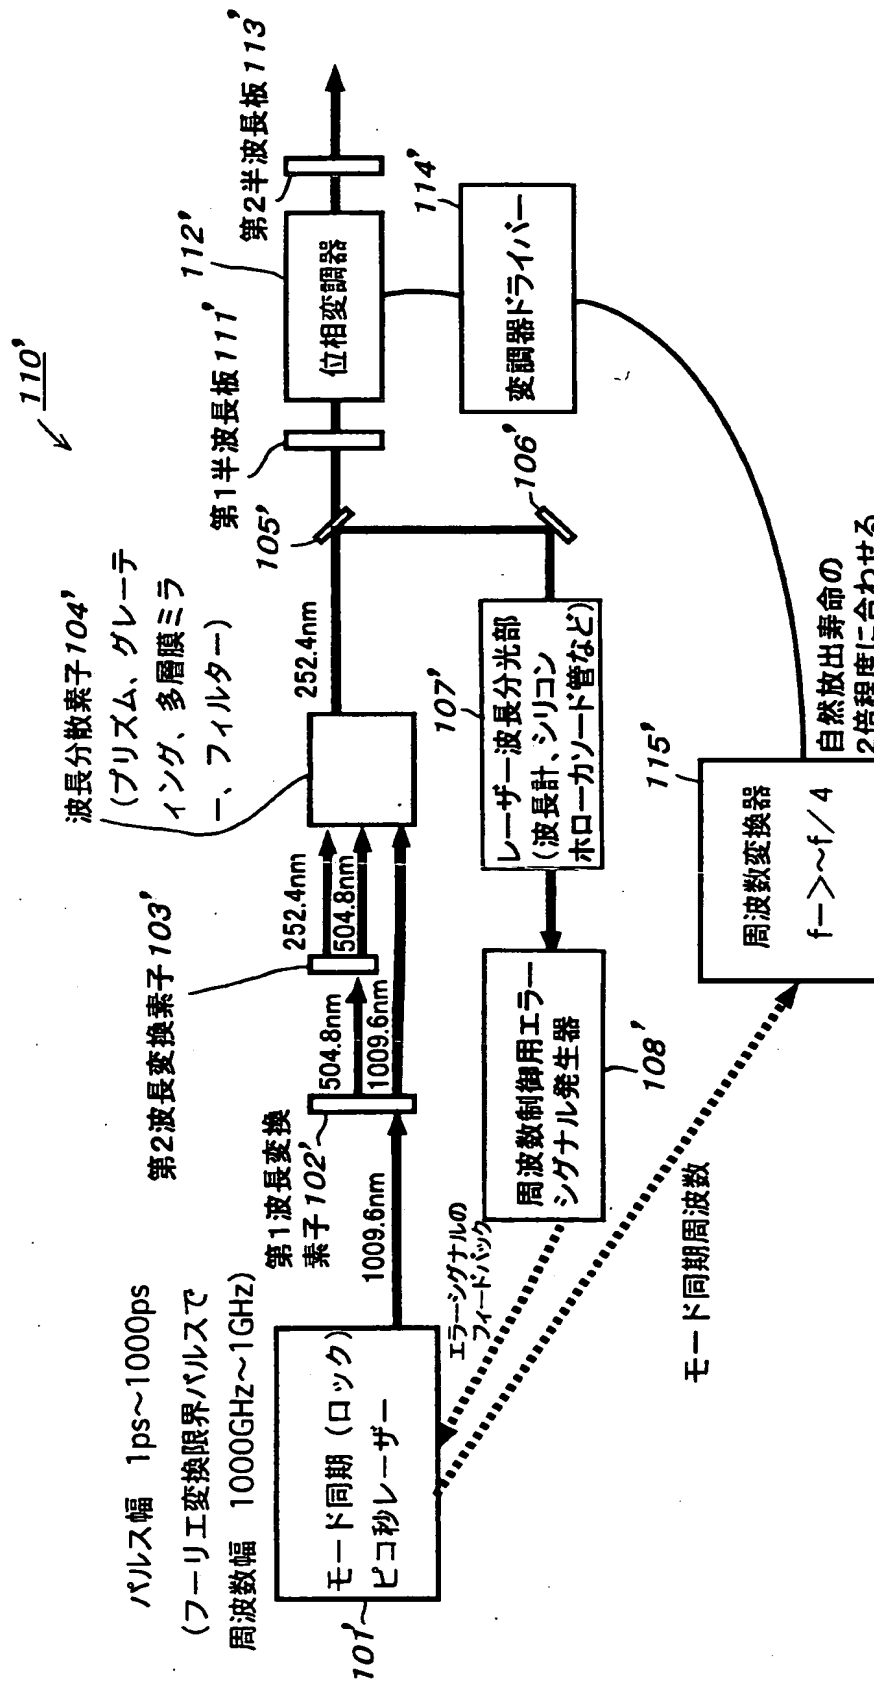 110'
パルス幅 1ps〜1000ps
(フーリエ変換限界パルスで
周波数幅 1000GHz〜1GHz)
モード同期(ロック)
ピコ秒レーザー
101'
1009.6nm
第1波長変換
素子102'
504.8nm
1009.6nm
第2波長変換素子103'
252.4nm
504.8nm
波長分散素子104'
(プリズム、グレーテ
ィング、多層膜ミラ
ー、フィルター)
252.4nm
105'
106'
第1半波長板111'
位相変調器
112'
第2半波長板113'
変調器ドライバー
114'
レーザー波長分光部
(波長計、シリコン
ホローカソード管など)
107'
周波数制御用エラー
シグナル発生器
108'
エラーシグナルの
フィードバック
モード同期周波数
周波数変換器
f−>〜f/4
115'
自然放出寿命の
2倍程度に合わせる